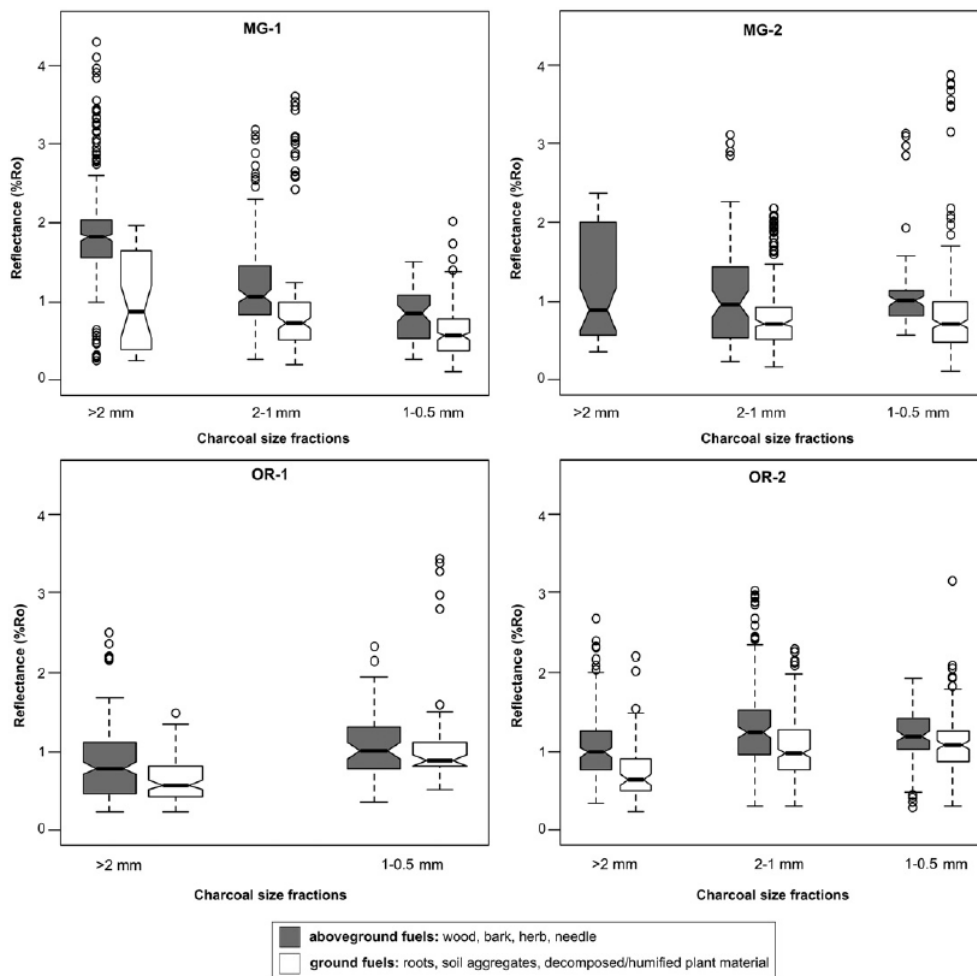 MG-1
Reflectance (%Ro)
4
3
2
1
0
>2 mm 2-1 mm 1-0.5 mm
Charcoal size fractions
MG-2
Reflectance (%Ro)
4
3
2
1
0
>2 mm 2-1 mm 1-0.5 mm
Charcoal size fractions
OR-1
Reflectance (%Ro)
4
3
2
1
0
>2 mm 1-0.5 mm
Charcoal size fractions
OR-2
Reflectance (%Ro)
4
3
2
1
0
>2 mm 2-1 mm 1-0.5 mm
Charcoal size fractions
aboveground fuels: wood, bark, herb, needle
ground fuels: roots, soil aggregates, decomposed/humified plant material